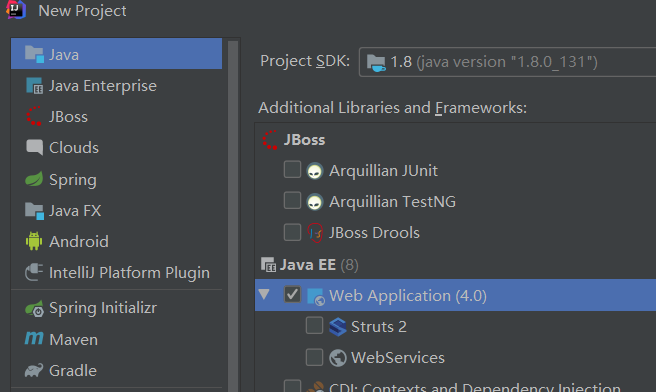 New Project
Java
Java Enterprise
JBoss
Clouds
Spring
Java FX
Android
IntelliJ Platform Plugin
Spring Initializr
Maven
Gradle
Project SDK:
1.8 (java version "1.8.0_131")
Additional Libraries and Frameworks:
JBoss
Arquillian JUnit
Arquillian TestNG
JBoss Drools
Java EE (8)
Web Application (4.0)
Struts 2
WebServices
CDI: Contexts and Dependency Injection